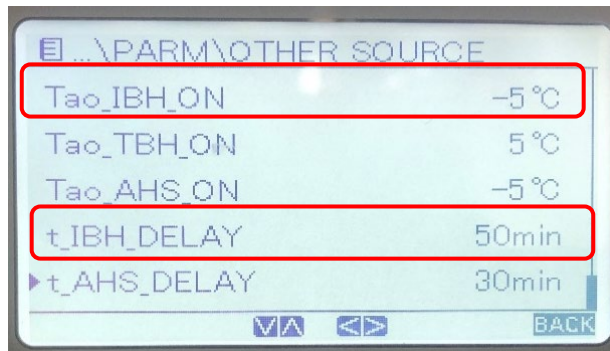 ...\PARM\OTHER SOURCE
Tao_IBH_ON -5℃
Tao_TBH_ON 5℃
Tao_AHS_ON -5℃
t_IBH_DELAY 50min
t_AHS_DELAY 30min
BACK